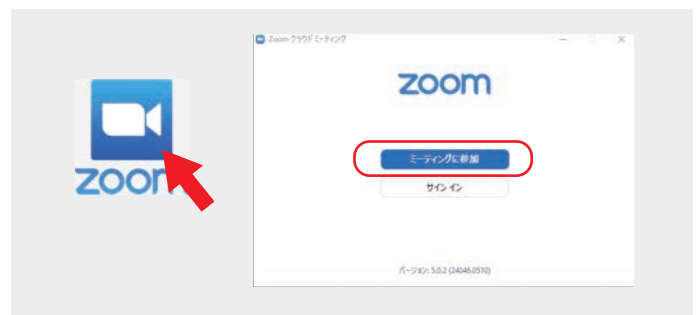 zoom
Zoom クラウド ミーティング
zoom
ミーティングに参加
サイン イン
バージョン: 5.0.2 (24046.0510)